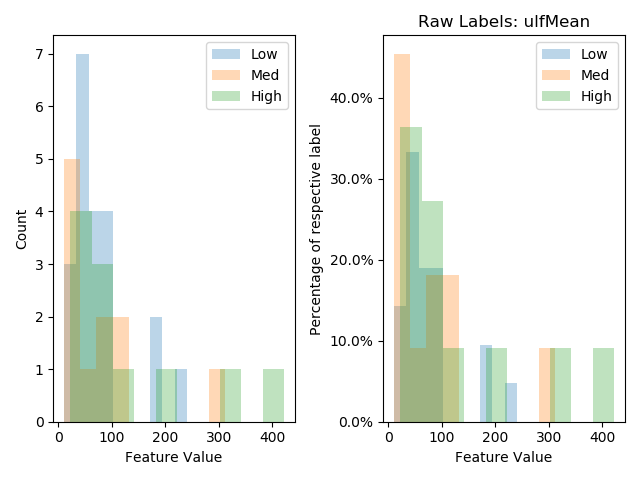 Raw Labels: ulfMean
7
6
5
4
3
2
1
0
Count
0
100
200
300
400
Feature Value
Low
Med
High
40.0%
30.0%
20.0%
10.0%
0.0%
Percentage of respective label
0
100
200
300
400
Feature Value
Low
Med
High